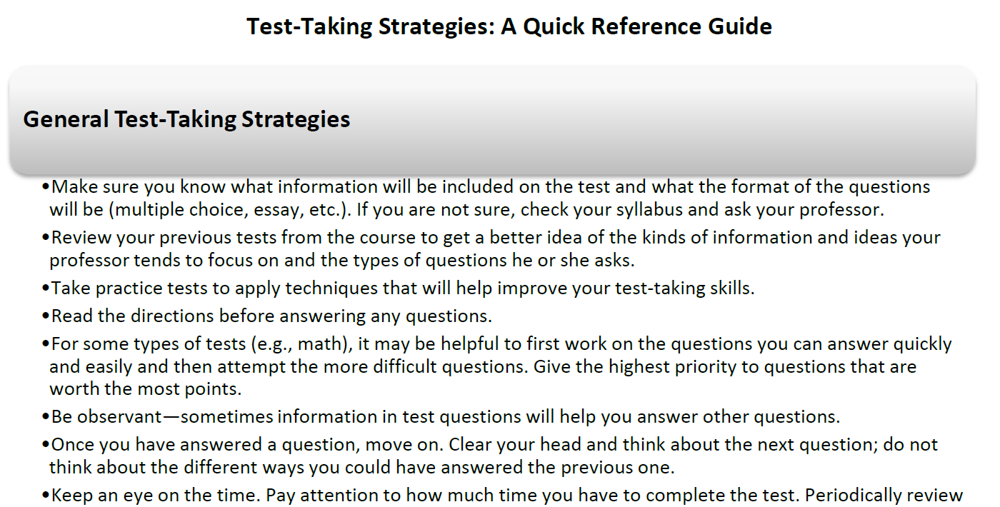 Test-Taking Strategies: A Quick Reference Guide
General Test-Taking Strategies
•Make sure you know what information will be included on the test and what the format of the questions
will be (multiple choice, essay, etc.). If you are not sure, check your syllabus and ask your professor.
•Review your previous tests from the course to get a better idea of the kinds of information and ideas your
professor tends to focus on and the types of questions he or she asks.
•Take practice tests to apply techniques that will help improve your test-taking skills.
•Read the directions before answering any questions.
•For some types of tests (e.g., math), it may be helpful to first work on the questions you can answer quickly
and easily and then attempt the more difficult questions. Give the highest priority to questions that are
worth the most points.
•Be observant—sometimes information in test questions will help you answer other questions.
•Once you have answered a question, move on. Clear your head and think about the next question; do not
think about the different ways you could have answered the previous one.
•Keep an eye on the time. Pay attention to how much time you have to complete the test. Periodically review